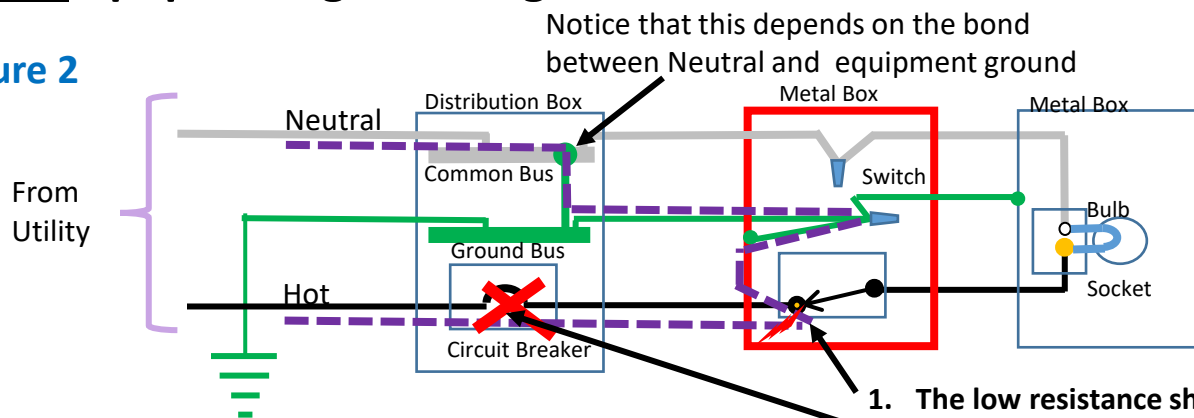 Notice that this depends on the bond
ure 2
between Neutral and equipment ground
Distribution Box
Metal Box
Metal Box
Neutral
Common Bus
Switch
From
Utility
Bulb
Ground Bus
Hot
Socket
Circuit Breaker
1. The low resistance sh